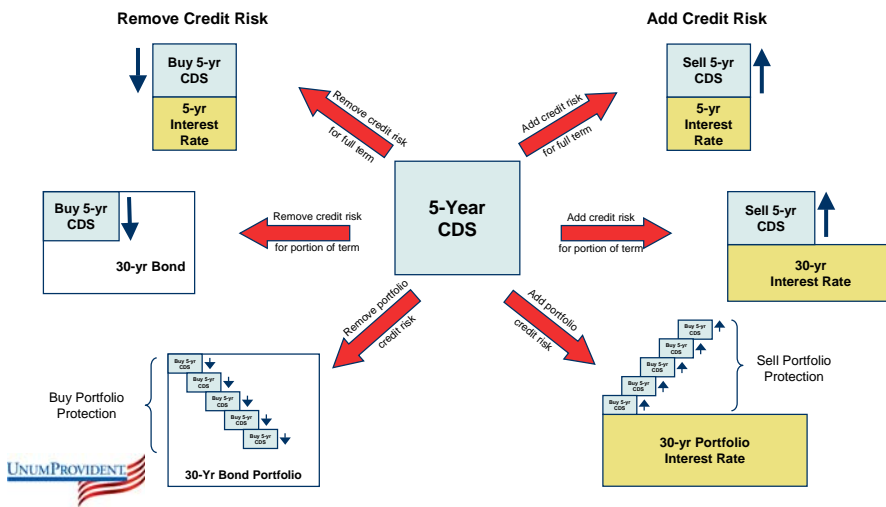 Remove Credit Risk
Add Credit Risk
Buy 5-yr
CDS
5-yr
Interest
Rate
Remove credit risk
for full term
Add credit risk
for full term
Sell 5-yr
CDS
5-yr
Interest
Rate
Buy 5-yr
CDS
30-yr Bond
Remove credit risk
for portion of term
5-Year
CDS
Add credit risk
for portion of term
Sell 5-yr
CDS
30-yr
Interest Rate
Remove portfolio
credit risk
Add portfolio
credit risk
Buy Portfolio
Protection
Buy 5-yr
CDS
Buy 5-yr
CDS
Buy 5-yr
CDS
Buy 5-yr
CDS
Buy 5-yr
CDS
30-Yr Bond Portfolio
Buy 5-yr
CDS
Buy 5-yr
CDS
Buy 5-yr
CDS
Buy 5-yr
CDS
Buy 5-yr
CDS
Sell Portfolio
Protection
30-yr Portfolio
Interest Rate
UNUMPROVIDENT